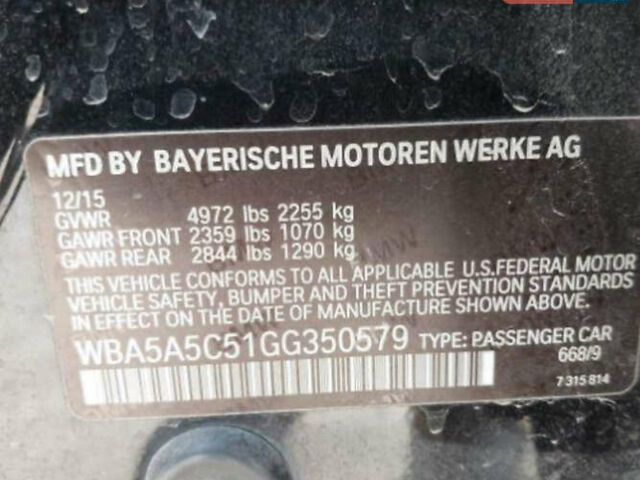 MFD BY BAYERISCHE MOTOREN WERKE AG
12/15
GVWR 4972 lbs 2255 kg
GAWR FRONT 2359 lbs 1070 kg
GAWR REAR 2844 lbs 1290 kg
THIS VEHICLE CONFORMS TO ALL APPLICABLE U.S.FEDERAL MOTOR
VEHICLE SAFETY, BUMPER AND THEFT PREVENTION STANDARDS
IN EFFECT ON THE DATE OF MANUFACTURE SHOWN ABOVE.
WBA5A5C51GG350579 TYPE: PASSENGER CAR
668/9
7 315 814